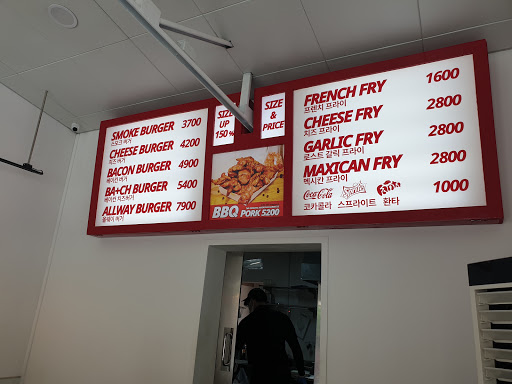 SMOKE BURGER 3700
스모크 버거
CHEESE BURGER 4200
치즈 버거
BACON BURGER 4900
베이컨 버거
BA+CH BURGER 5400
베이컨 치즈버거
ALLWAY BURGER 7900
올웨이 버거
SIZE
UP
150%
SIZE
&
PRICE
BBQ PORK 5200
FRENCH FRY 1600
프렌치 프라이
CHEESE FRY 2800
치즈 프라이
GARLIC FRY 2800
로스트 갈릭 프라이
MAXICAN FRY 2800
멕시칸 프라이
Coca-Cola Sprite Fanta 1000
코카콜라 스프라이트 환타